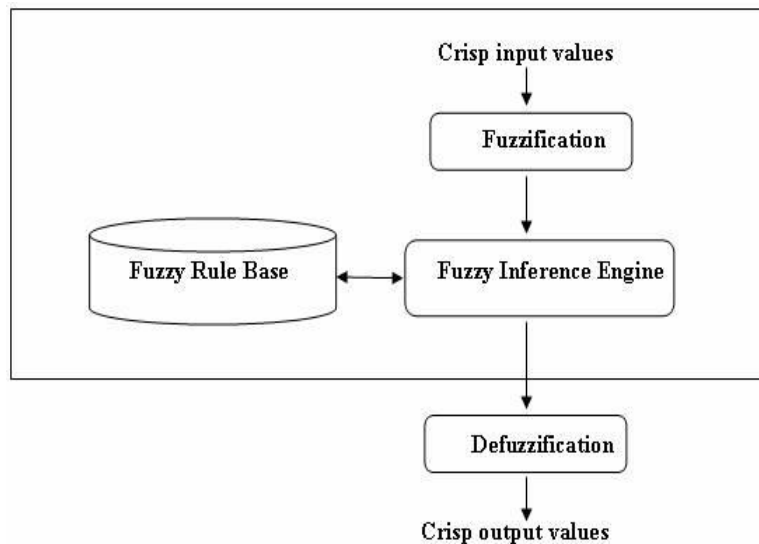 Crisp input values
Fuzzification
Fuzzy Rule Base
Fuzzy Inference Engine
Defuzzification
Crisp output values